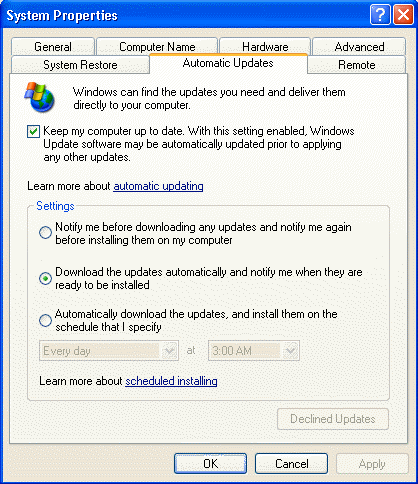 System Properties
General
Computer Name
Hardware
Advanced
System Restore
Automatic Updates
Remote
Windows can find the updates you need and deliver them
directly to your computer.
Keep my computer up to date. With this setting enabled, Windows
Update software may be automatically updated prior to applying
any other updates.
Learn more about automatic updating
Settings
Notify me before downloading any updates and notify me again
before installing them on my computer
Download the updates automatically and notify me when they are
ready to be installed
Automatically download the updates, and install them on the
schedule that I specify
Every day at 3:00 AM
Learn more about scheduled installing
Declined Updates
OK
Cancel
Apply